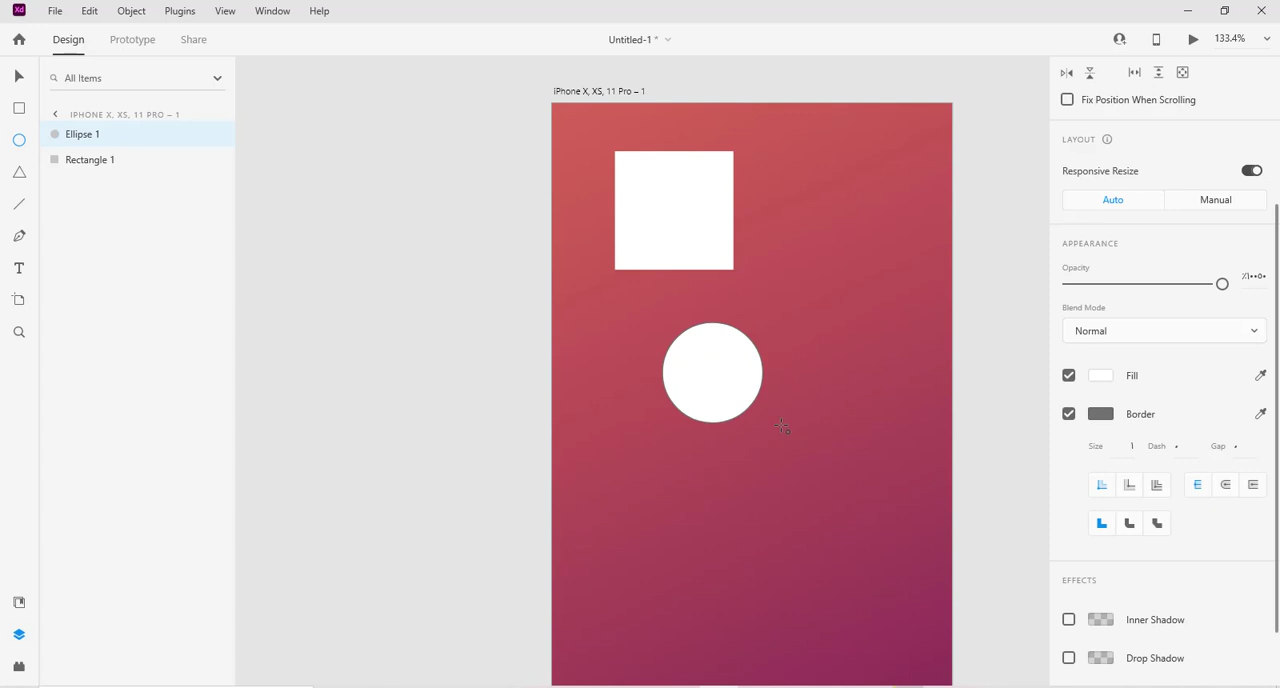 Xd File Edit Object Plugins View Window Help
Design Prototype Share Untitled-1 * 133.4%
All Items
IPHONE X, XS, 11 PRO – 1
Ellipse 1
Rectangle 1
iPhone X, XS, 11 Pro – 1
Fix Position When Scrolling
LAYOUT
Responsive Resize
Auto Manual
APPEARANCE
Opacity
Blend Mode
Normal
Fill
Border
Size 1 Dash Gap
EFFECTS
Inner Shadow
Drop Shadow